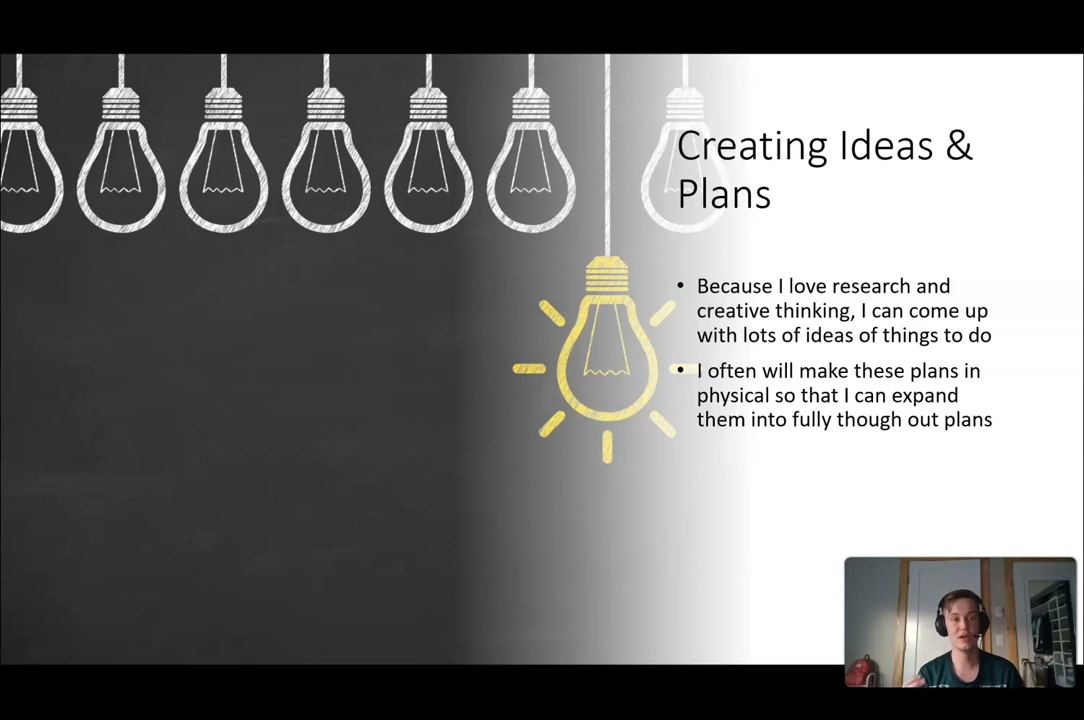 Creating Ideas &
Plans
• Because I love research and
creative thinking, I can come up
with lots of ideas of things to do
• I often will make these plans in
physical so that I can expand
them into fully though out plans